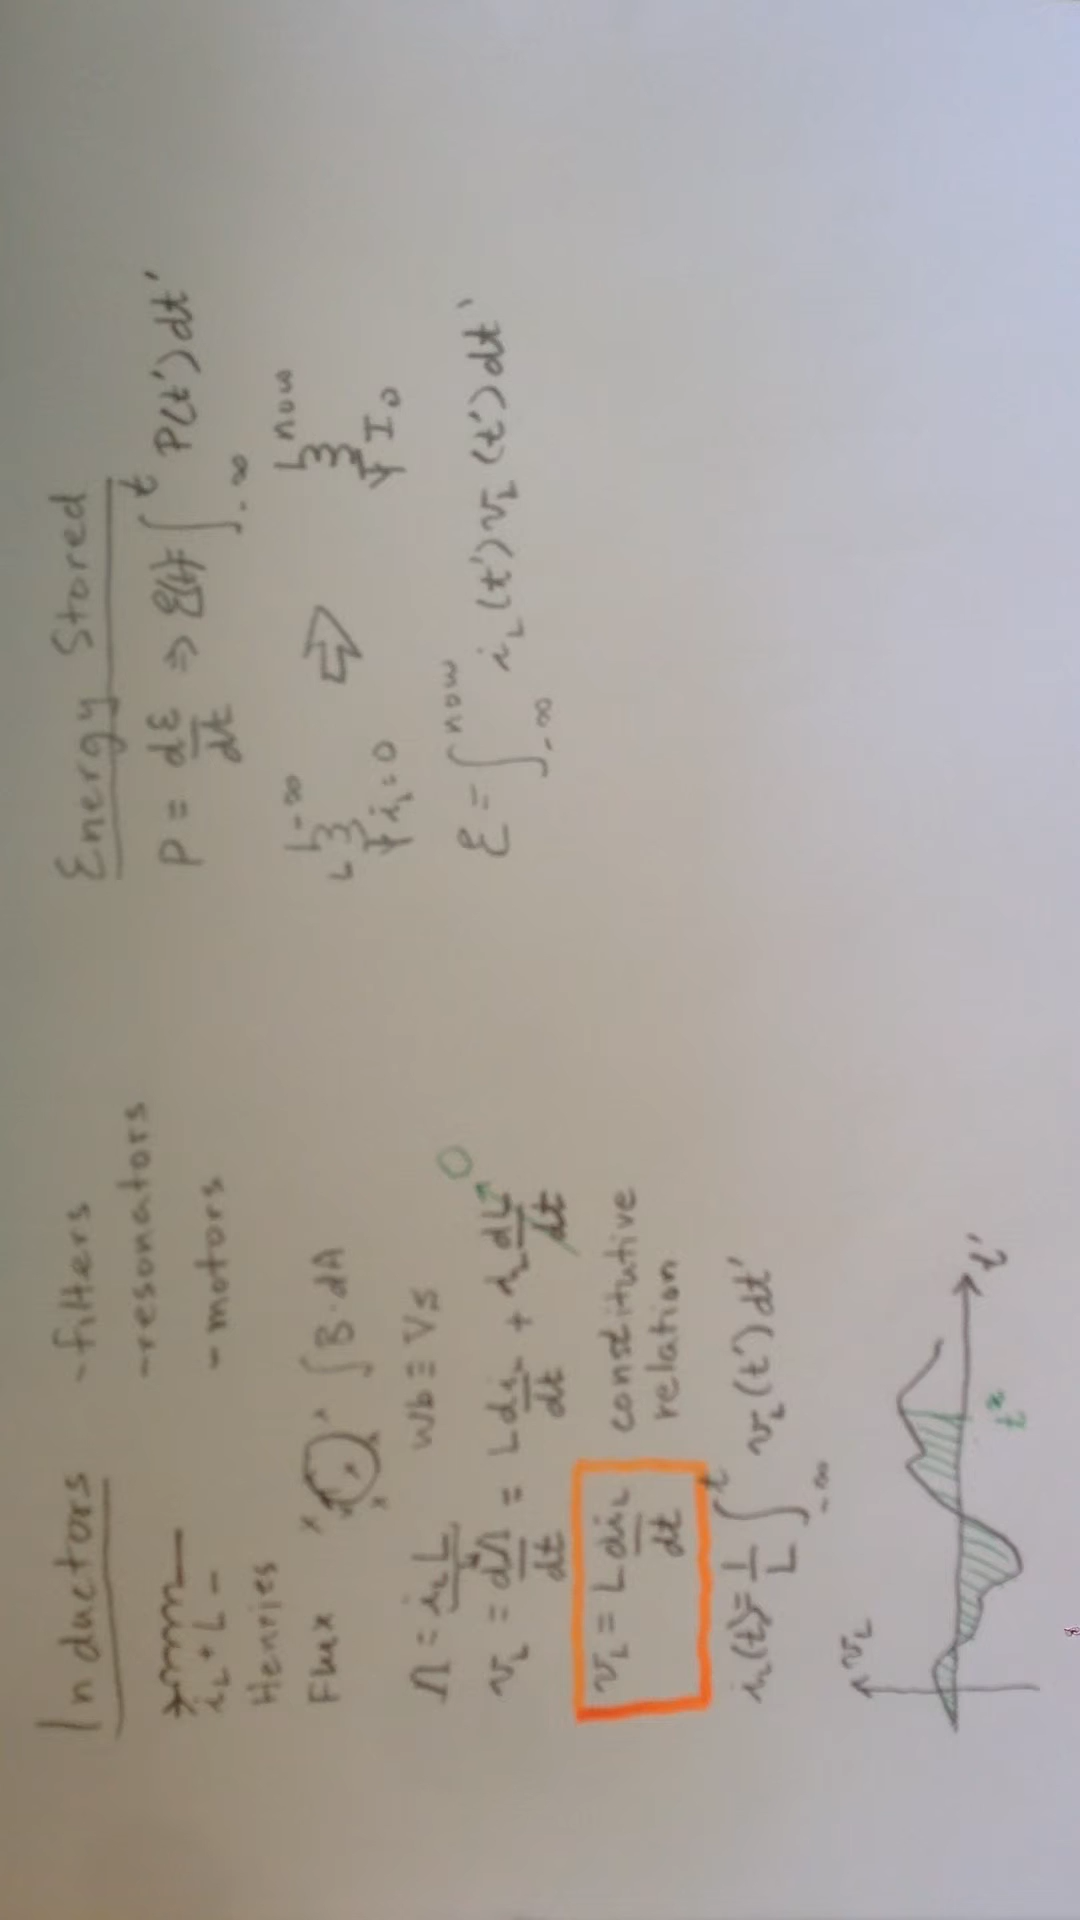 Inductors
-filters
-resonators
-motors
i_L + L -
Henries
Flux ∫B·dA
Λ = i_L L Wb ≡ Vs
v_L = dΛ/dt = L di_L/dt + i_L dL/dt 0
v_L = L di_L/dt constitutive
relation
i_L(t) = 1/L ∫_-∞^t v_L(t')dt'
v_L
t'
Energy Stored
P = dE/dt ⇒ E(t) = ∫_-∞^t P(t')dt'
-∞ now
L
i_L=0 I_0
E = ∫_-∞^now i_L(t')v_L(t')dt'